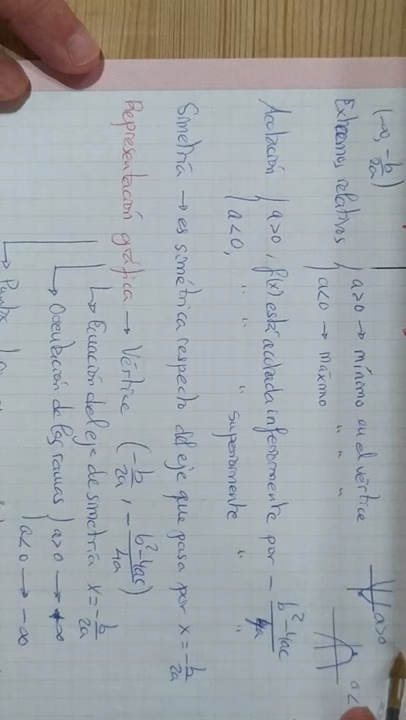 (-∞, -b/2a)
Extremos relativos { a>0 → mínimo en el vértice
a<0 → máximo " " "
a>0
a<
Acotación { a>0, f(x) está acotada inferiormente por - b²-4ac/4a
a<0, " " " superiormente " "
Simetría → es simétrica respecto del eje que pasa por x = -b/2a
Representación gráfica → Vértice (-b/2a, - b²-4ac/4a)
↳ Ecuación del eje de simetría x = -b/2a
↳ Orientación de las ramas { a>0 → +∞
a<0 → -∞